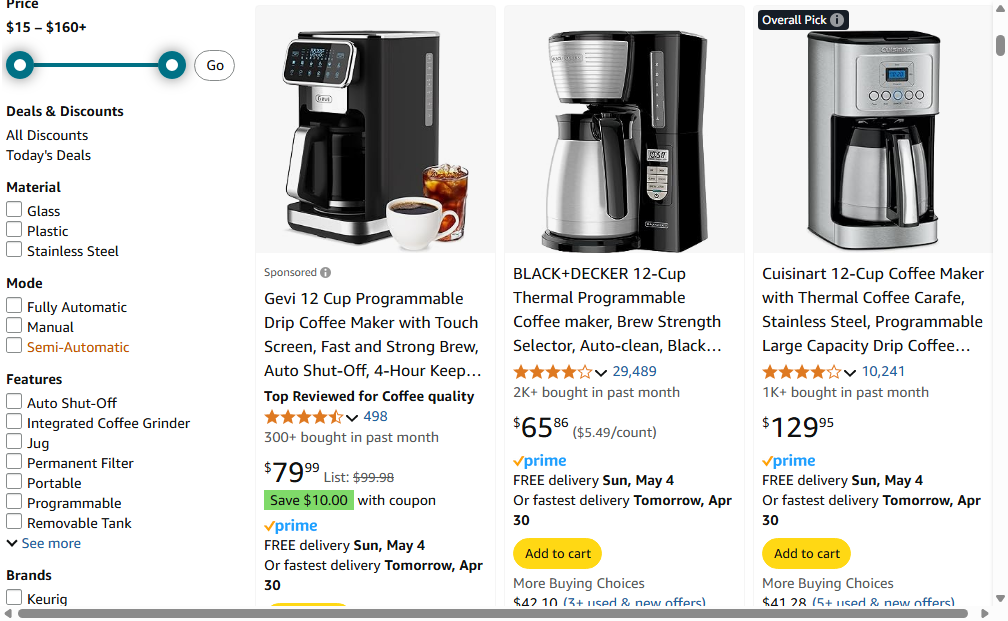 Price
$15 – $160+
Go
Deals & Discounts
All Discounts
Today's Deals
Material
Glass
Plastic
Stainless Steel
Mode
Fully Automatic
Manual
Semi-Automatic
Features
Auto Shut-Off
Integrated Coffee Grinder
Jug
Permanent Filter
Portable
Programmable
Removable Tank
See more
Brands
Keurig
Gevi
Sponsored
Gevi 12 Cup Programmable
Drip Coffee Maker with Touch
Screen, Fast and Strong Brew,
Auto Shut-Off, 4-Hour Keep...
Top Reviewed for Coffee quality
498
300+ bought in past month
$79.99 List: $99.98
Save $10.00 with coupon
prime
FREE delivery Sun, May 4
Or fastest delivery Tomorrow, Apr
30
BLACK+DECKER 12-Cup
Thermal Programmable
Coffee maker, Brew Strength
Selector, Auto-clean, Black...
29,489
2K+ bought in past month
$65.86 ($5.49/count)
prime
FREE delivery Sun, May 4
Or fastest delivery Tomorrow, Apr
30
Add to cart
More Buying Choices
$42.10 (3+ used & new offers)
Overall Pick
Cuisinart
Cuisinart 12-Cup Coffee Maker
with Thermal Coffee Carafe,
Stainless Steel, Programmable
Large Capacity Drip Coffee...
10,241
1K+ bought in past month
$129.95
prime
FREE delivery Sun, May 4
Or fastest delivery Tomorrow, Apr
30
Add to cart
More Buying Choices
$41.28 (5+ used & new offers)